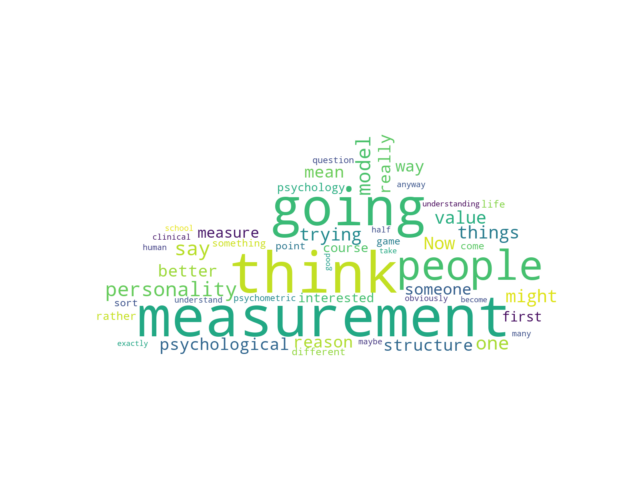 question
mean
model
really
way
psychology
anyway
going
understanding
life
value
school
clinical
measure
trying
half
things
human
say
something
point
course
game
Now
come
better
good
take
think
people
personality
someone
might
sort
understand
psychometric
interested
obviously
become
rather
measurement
first
many
exactly
psychological
reason
different
maybe
structure
one